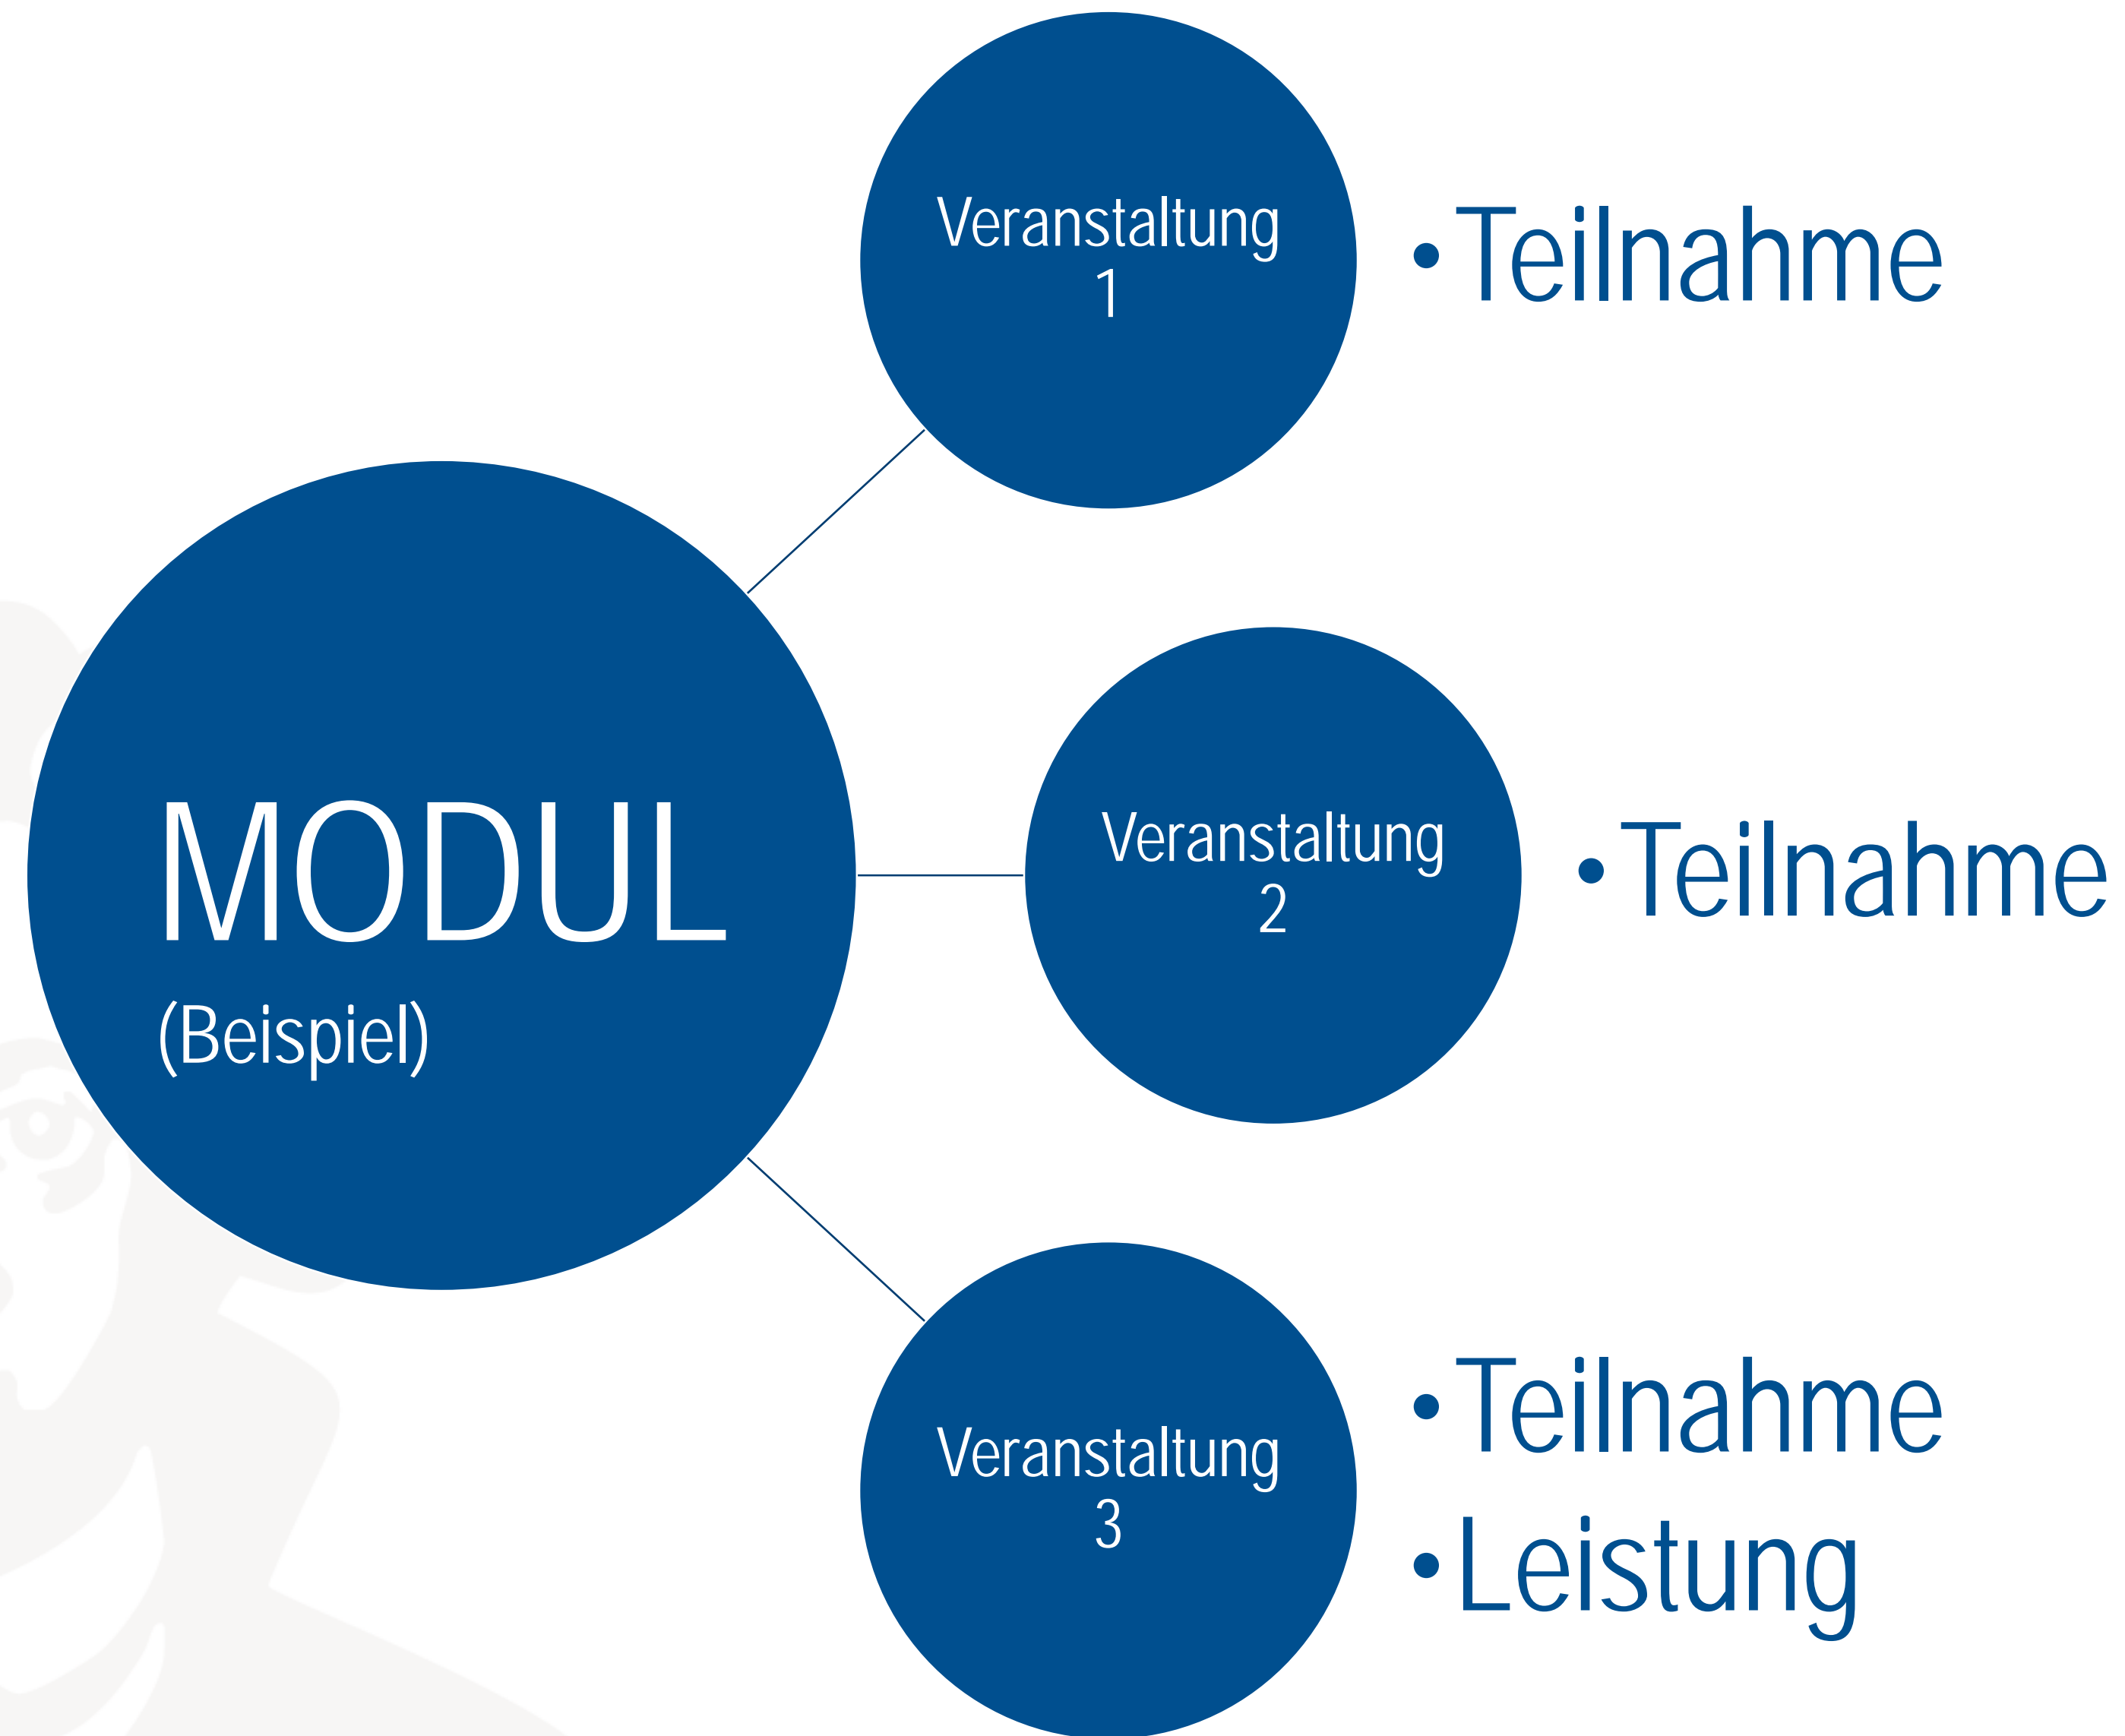 MODUL
(Beispiel)
Veranstaltung
1
• Teilnahme
Veranstaltung
2
• Teilnahme
Veranstaltung
3
• Teilnahme
• Leistung